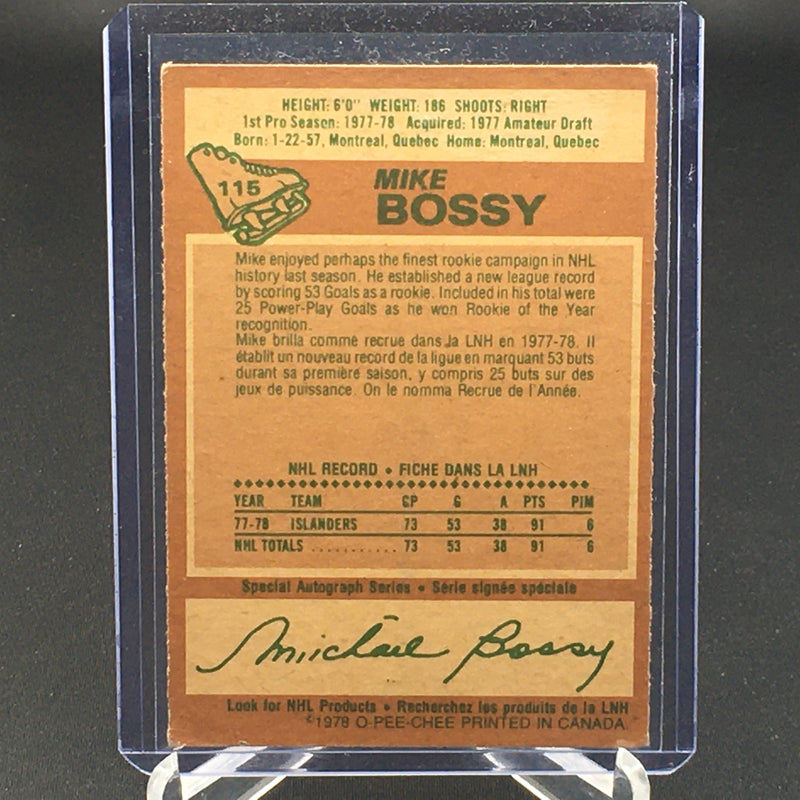 HEIGHT: 6'0" WEIGHT: 186 SHOOTS: RIGHT
1st Pro Season: 1977-78 Acquired: 1977 Amateur Draft
Born: 1-22-57, Montreal, Quebec Home: Montreal, Quebec
115
MIKE
BOSSY
Mike enjoyed perhaps the finest rookie campaign in NHL
history last season. He established a new league record
by scoring 53 Goals as a rookie. Included in his total were
25 Power-Play Goals as he won Rookie of the Year
recognition.
Mike brilla comme recrue dans la LNH en 1977-78. Il
établit un nouveau record de la ligue en marquant 53 buts
durant sa première saison, y compris 25 buts sur des
jeux de puissance. On le nomma Recrue de l'Année.
NHL RECORD • FICHE DANS LA LNH
YEAR TEAM GP G A PTS PIM
77-78 ISLANDERS 73 53 38 91 6
NHL TOTALS ............ 73 53 38 91 6
Special Autograph Series • Série signée spéciale
Michael Bossy
Look for NHL Products • Recherchez les produits de la LNH
©1978 O-PEE-CHEE PRINTED IN CANADA.